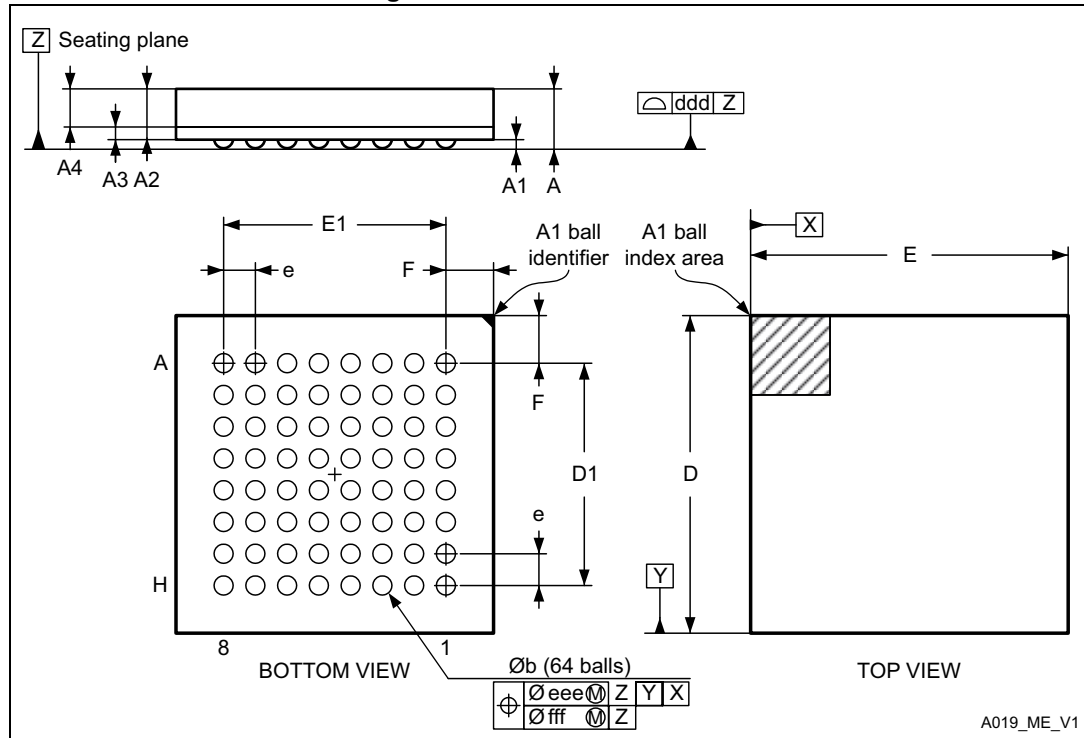 Z Seating plane
ddd Z
A4
A3 A2
A1
A
E1
e
F
A1 ball
identifier
A1 ball
index area
X
E
A
F
D1
D
e
H
Y
8
1
BOTTOM VIEW
Øb (64 balls)
TOP VIEW
Ø eee Ⓜ Z Y X
Ø fff Ⓜ Z
A019_ME_V1